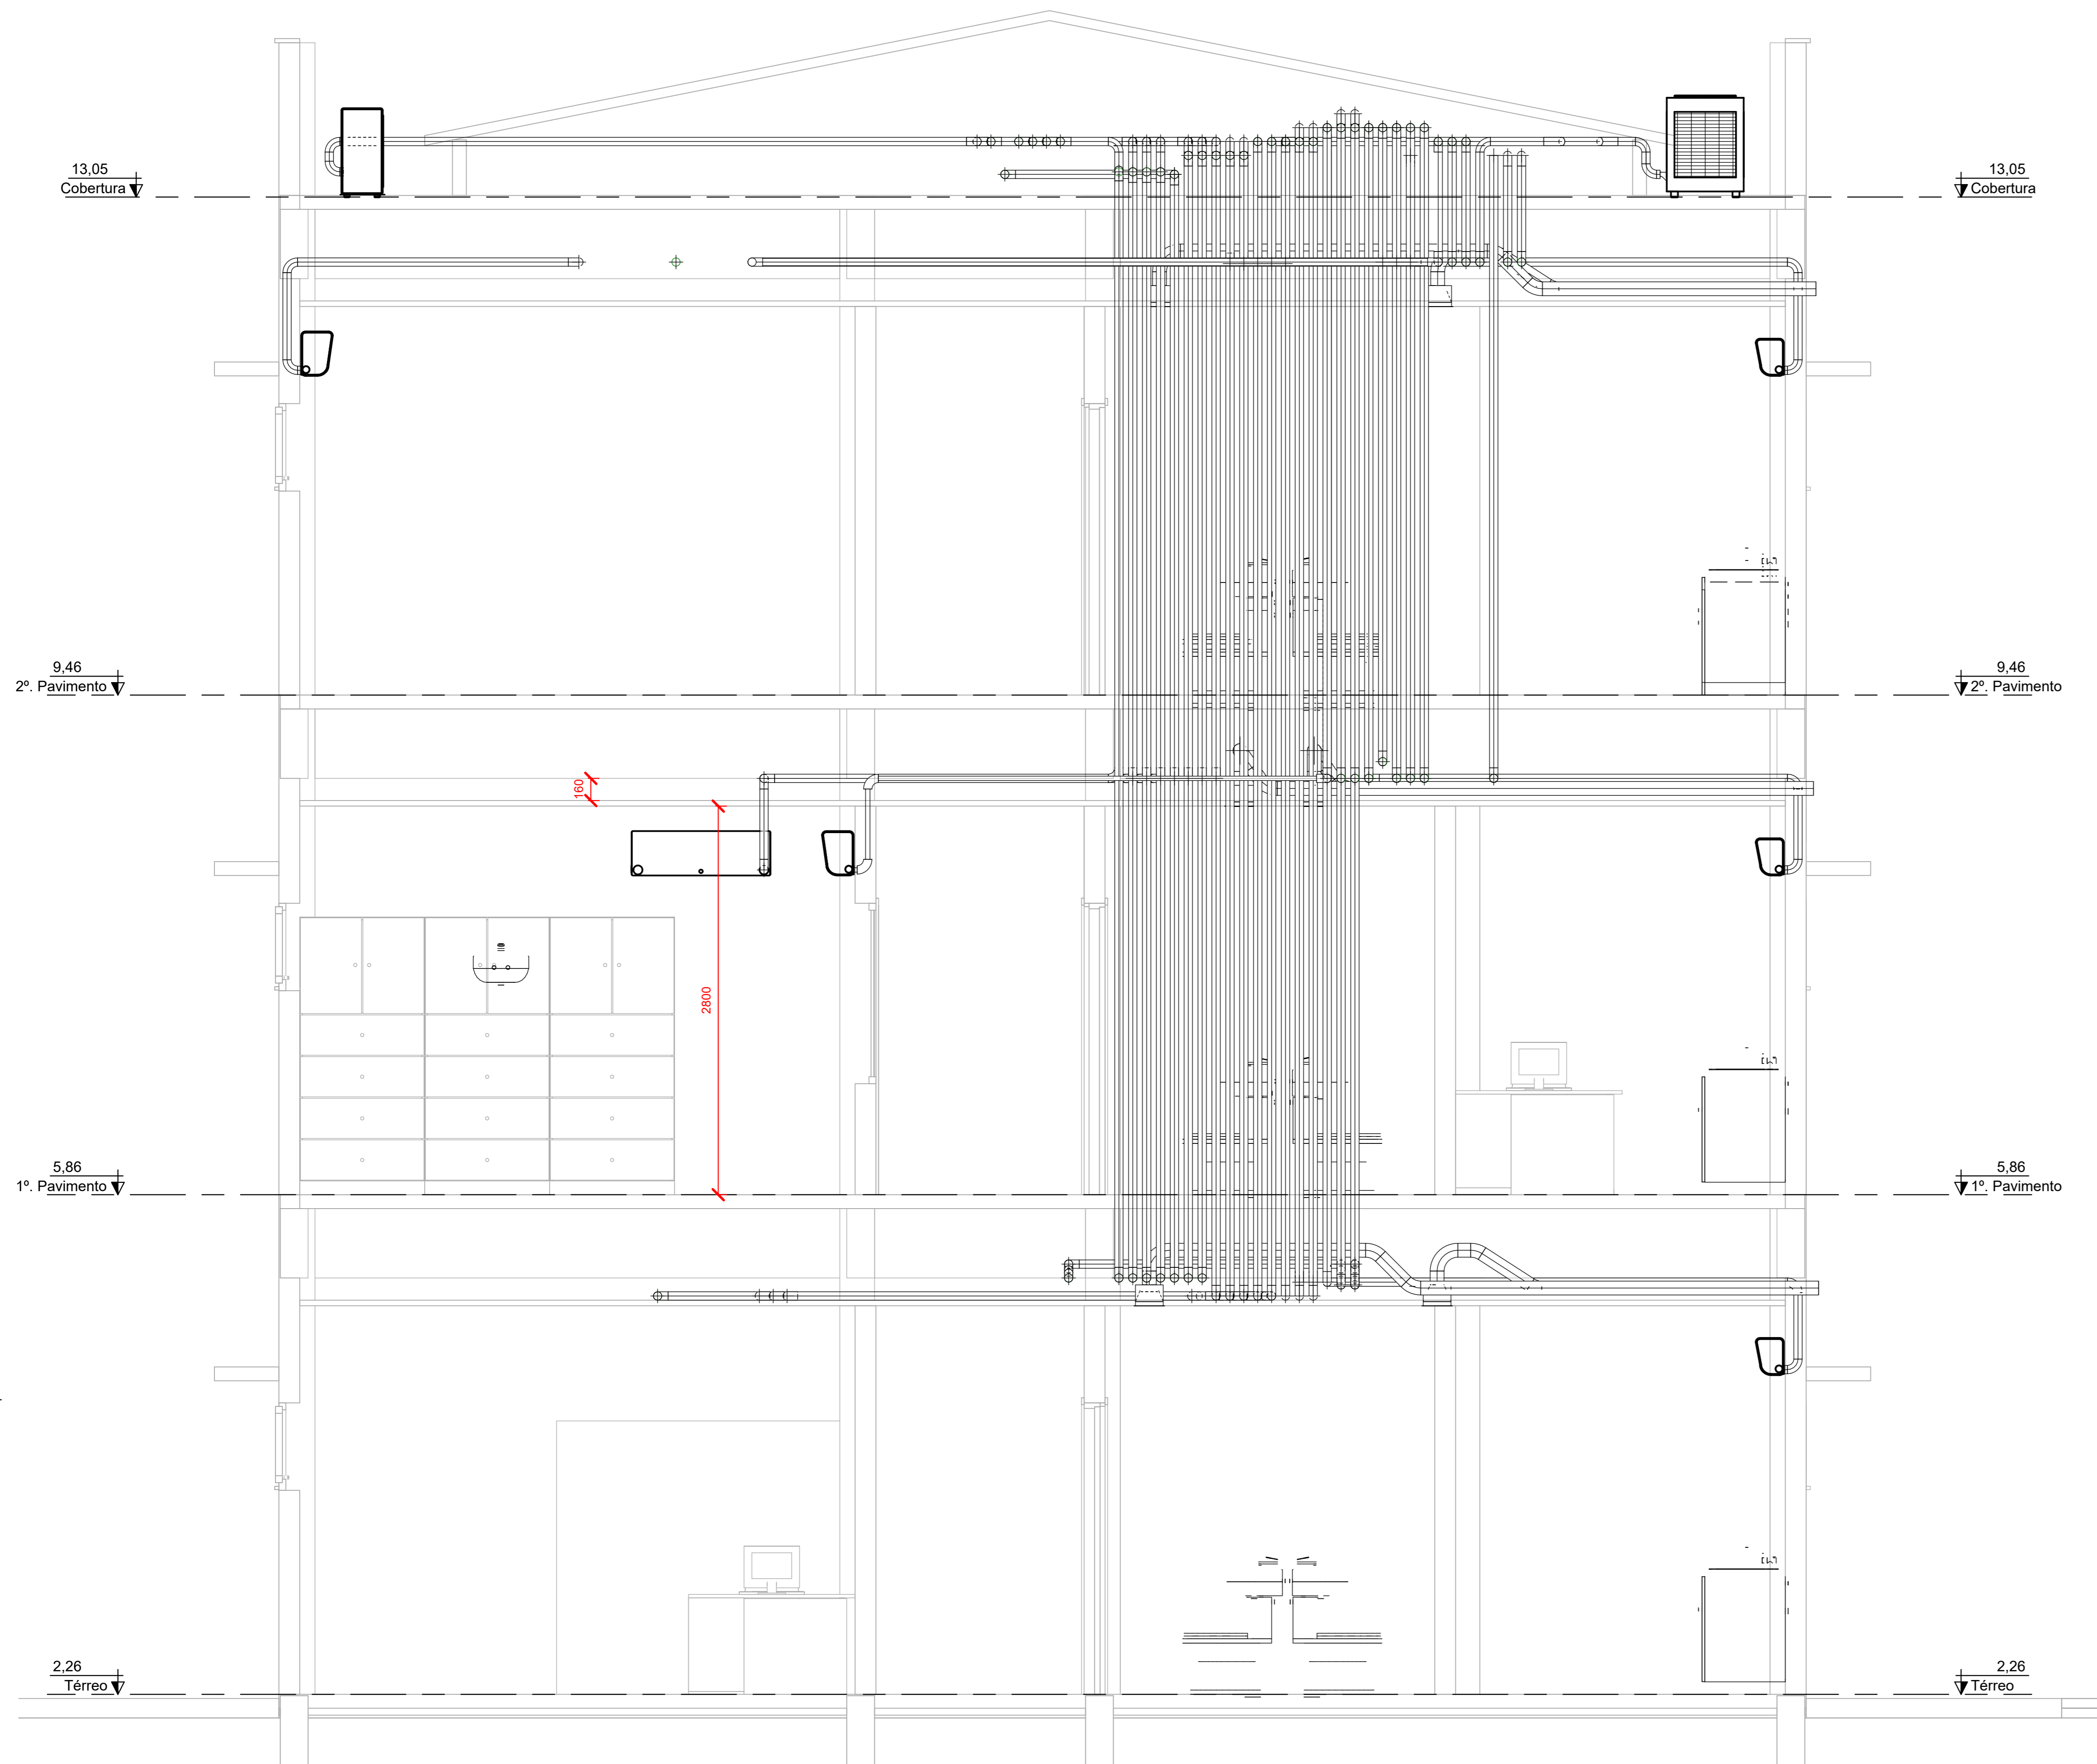 13,05
Cobertura
13,05
Cobertura
9,46
2º. Pavimento
9,46
2º. Pavimento
160
2800
5,86
1º. Pavimento
5,86
1º. Pavimento
2,26
Térreo
2,26
Térreo